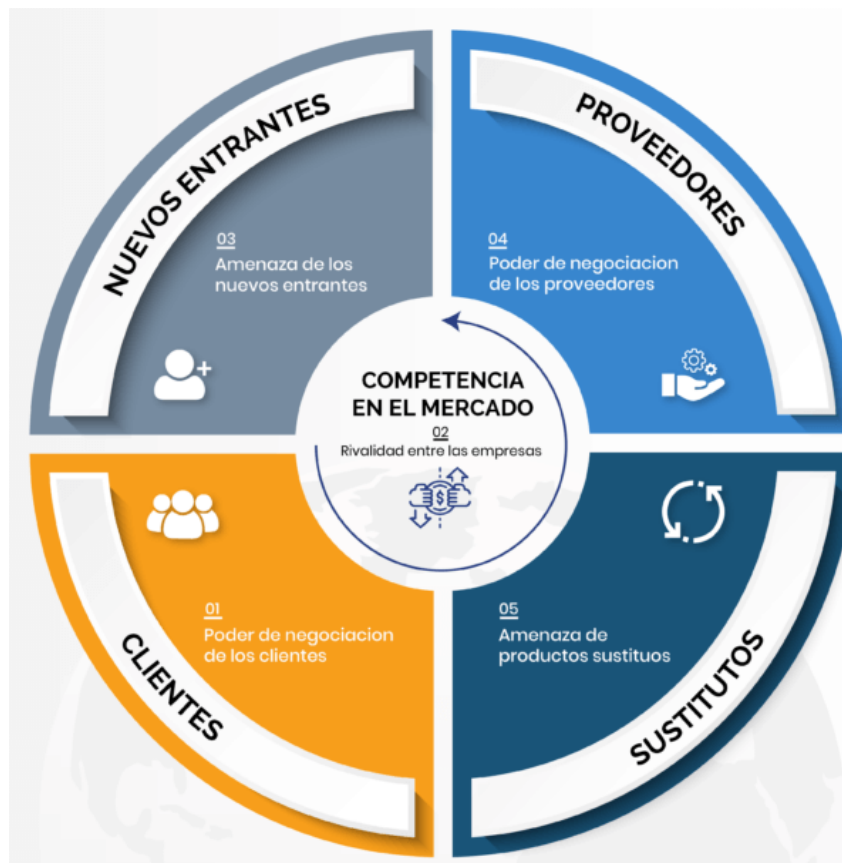 NUEVOS ENTRANTES
03
Amenaza de los
nuevos entrantes
PROVEEDORES
04
Poder de negociacion
de los proveedores
COMPETENCIA
EN EL MERCADO
02
Rivalidad entre las empresas
$
CLIENTES
01
Poder de negociacion
de los clientes
SUSTITUTOS
05
Amenaza de
productos sustituos